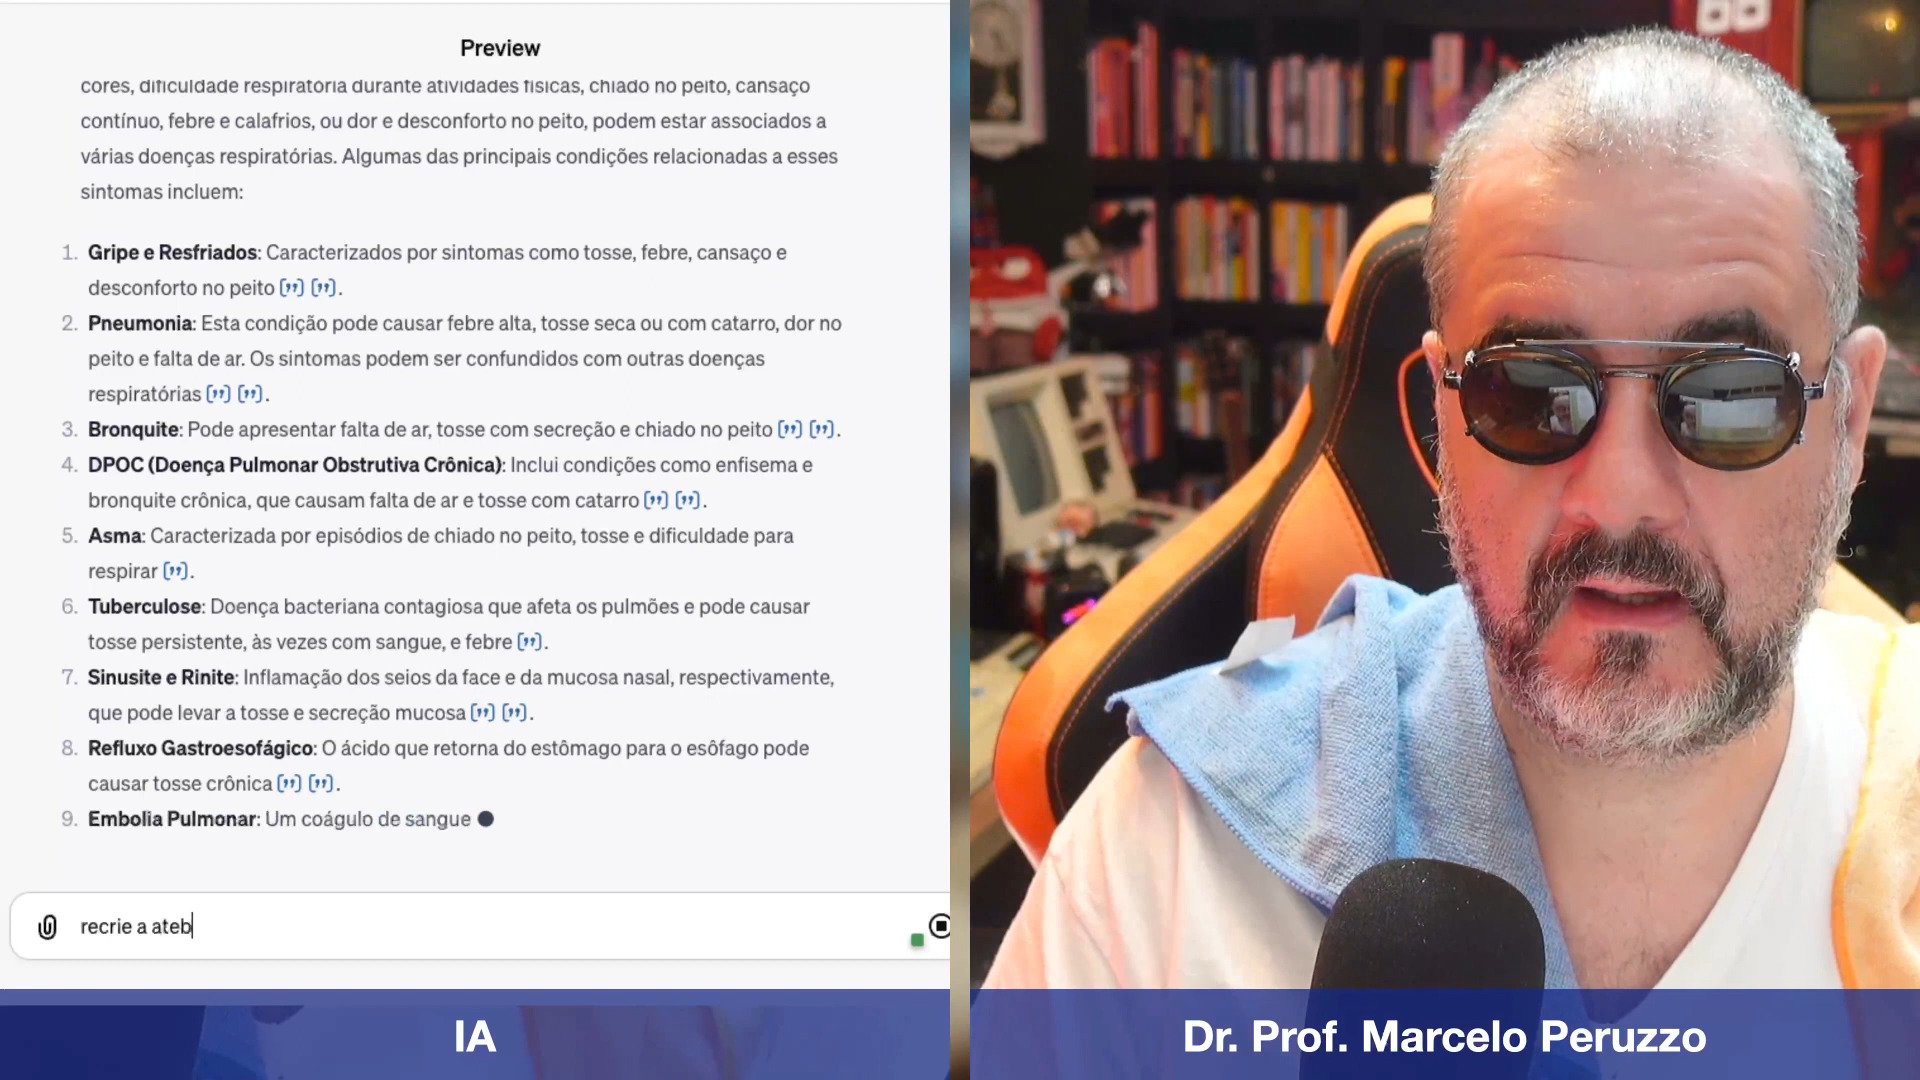 Preview
cores, dificuldade respiratória durante atividades físicas, chiado no peito, cansaço
contínuo, febre e calafrios, ou dor e desconforto no peito, podem estar associados a
várias doenças respiratórias. Algumas das principais condições relacionadas a esses
sintomas incluem:
1. Gripe e Resfriados: Caracterizados por sintomas como tosse, febre, cansaço e
desconforto no peito [”] [”].
2. Pneumonia: Esta condição pode causar febre alta, tosse seca ou com catarro, dor no
peito e falta de ar. Os sintomas podem ser confundidos com outras doenças
respiratórias [”] [”].
3. Bronquite: Pode apresentar falta de ar, tosse com secreção e chiado no peito [”] [”].
4. DPOC (Doença Pulmonar Obstrutiva Crônica): Inclui condições como enfisema e
bronquite crônica, que causam falta de ar e tosse com catarro [”] [”].
5. Asma: Caracterizada por episódios de chiado no peito, tosse e dificuldade para
respirar [”].
6. Tuberculose: Doença bacteriana contagiosa que afeta os pulmões e pode causar
tosse persistente, às vezes com sangue, e febre [”].
7. Sinusite e Rinite: Inflamação dos seios da face e da mucosa nasal, respectivamente,
que pode levar a tosse e secreção mucosa [”] [”].
8. Refluxo Gastroesofágico: O ácido que retorna do estômago para o esôfago pode
causar tosse crônica [”] [”].
9. Embolia Pulmonar: Um coágulo de sangue
recrie a ateb
IA
Dr. Prof. Marcelo Peruzzo